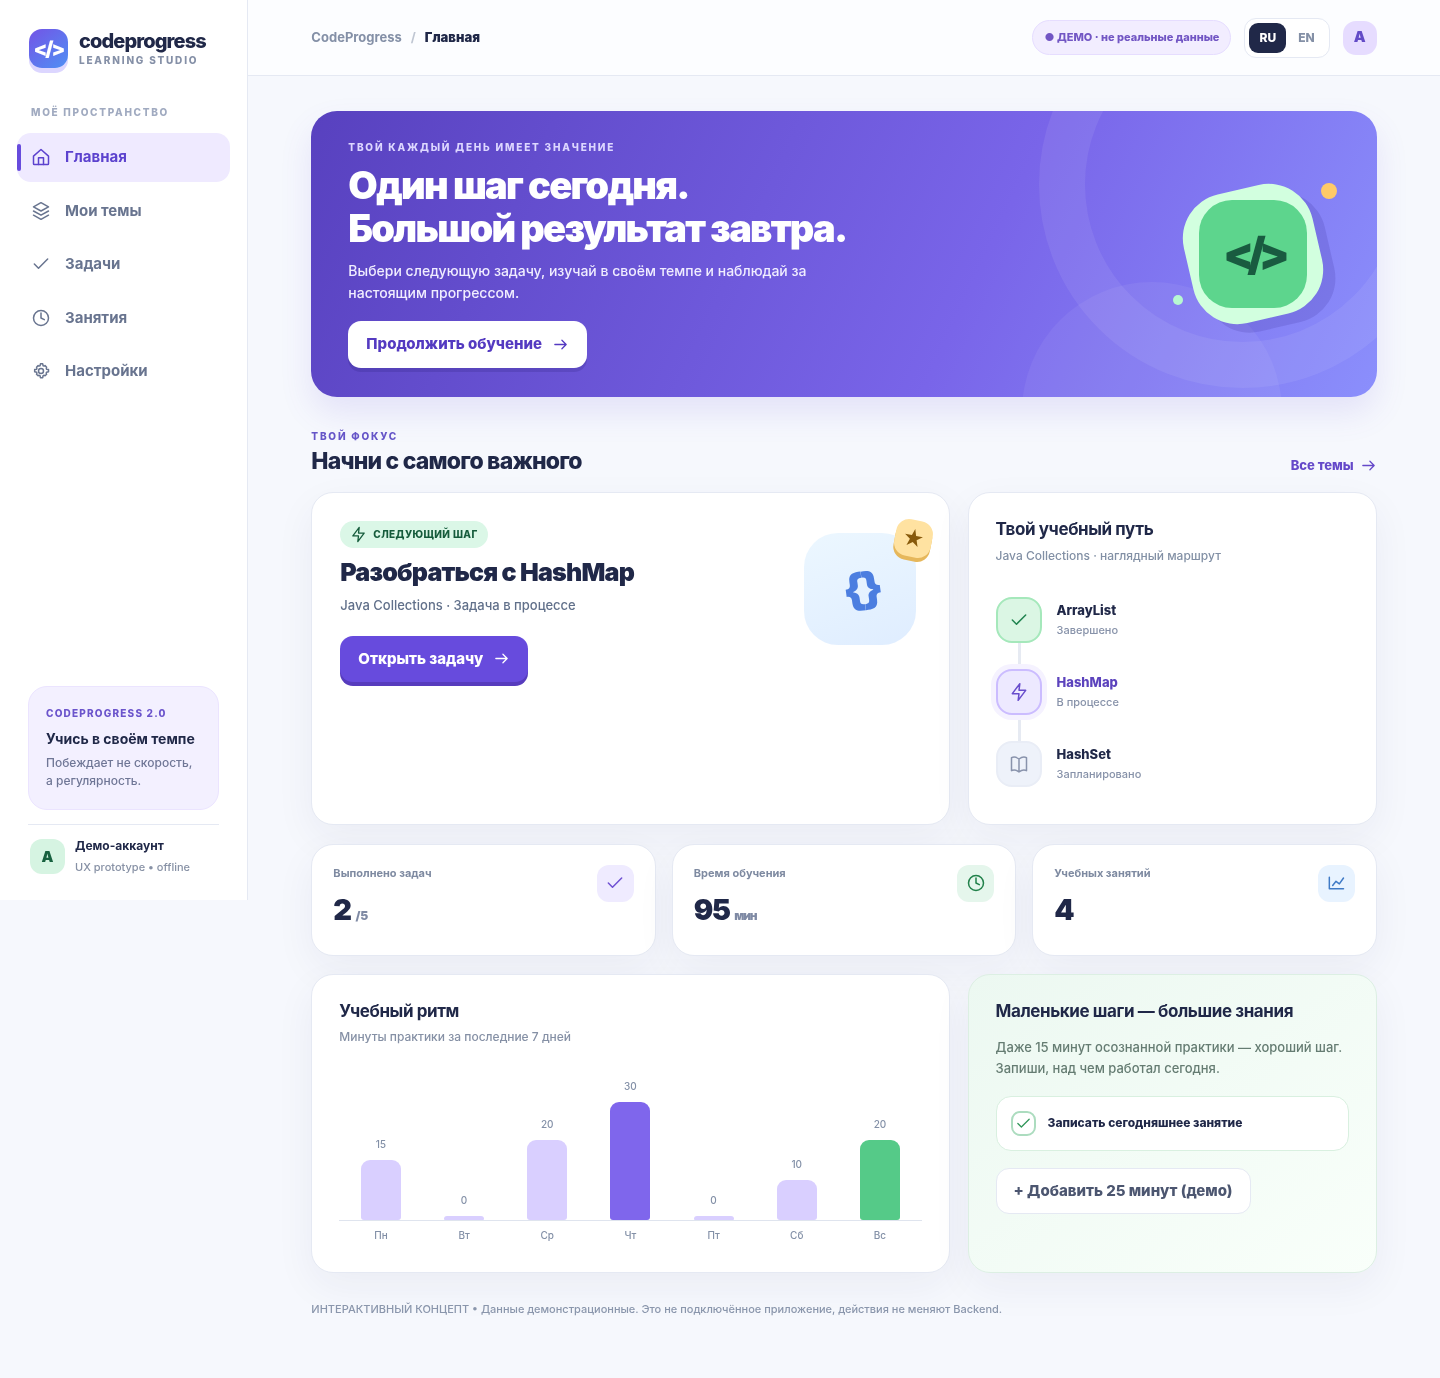 </>
codeprogress
LEARNING STUDIO
МОЁ ПРОСТРАНСТВО
Главная
Мои темы
Задачи
Занятия
Настройки
CODEPROGRESS 2.0
Учись в своём темпе
Побеждает не скорость,
а регулярность.
A
Демо-аккаунт
UX prototype • offline
CodeProgress / Главная
ДЕМО · не реальные данные
RU EN
A
ТВОЙ КАЖДЫЙ ДЕНЬ ИМЕЕТ ЗНАЧЕНИЕ
Один шаг сегодня.
Большой результат завтра.
Выбери следующую задачу, изучай в своём темпе и наблюдай за
настоящим прогрессом.
Продолжить обучение →
</>
ТВОЙ ФОКУС
Начни с самого важного
Все темы →
СЛЕДУЮЩИЙ ШАГ
Разобраться с HashMap
Java Collections · Задача в процессе
Открыть задачу →
{}
★
Твой учебный путь
Java Collections · наглядный маршрут
ArrayList
Завершено
HashMap
В процессе
HashSet
Запланировано
Выполнено задач
2 /5
Время обучения
95 мин
Учебных занятий
4
Учебный ритм
Минуты практики за последние 7 дней
15 0 20 30 0 10 20
Пн Вт Ср Чт Пт Сб Вс
Маленькие шаги — большие знания
Даже 15 минут осознанной практики — хороший шаг.
Запиши, над чем работал сегодня.
Записать сегодняшнее занятие
+ Добавить 25 минут (демо)
ИНТЕРАКТИВНЫЙ КОНЦЕПТ • Данные демонстрационные. Это не подключённое приложение, действия не меняют Backend.